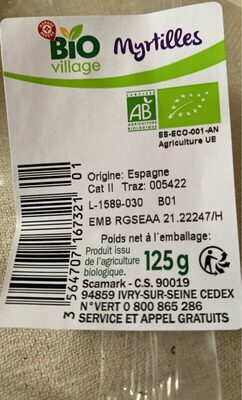 BIO
village
Myrtilles
CERTIFIÉ
AB
AGRICULTURE
BIOLOGIQUE
ES-ECO-001-AN
Agriculture UE
Origine: Espagne
Cat II Traz: 005422
L-1589-030 B01
EMB RGSEAA 21.22247/H
Poids net à l'emballage:
Produit issu
de l'agriculture
biologique.
125 g
Scamark - C.S. 90019
94859 IVRY-SUR-SEINE CEDEX
N°VERT 0 800 865 286
SERVICE ET APPEL GRATUITS
3 564707 167321 01